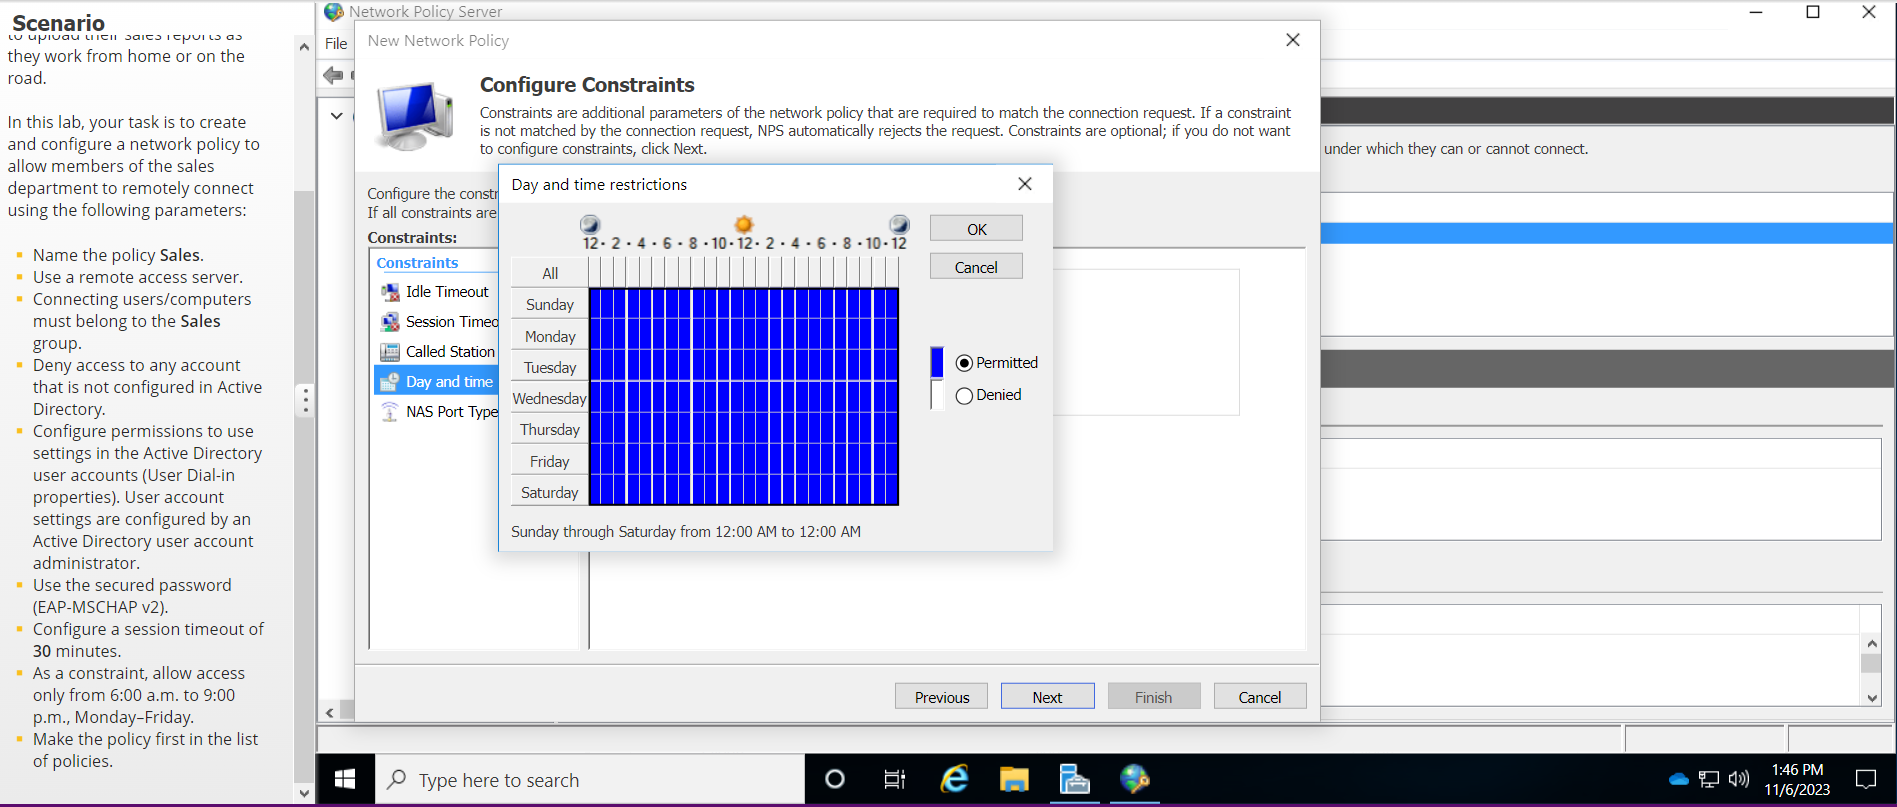 Scenario
to upload their sales reports as
they work from home or on the
road.
In this lab, your task is to create
and configure a network policy to
allow members of the sales
department to remotely connect
using the following parameters:
Name the policy Sales.
Use a remote access server.
Connecting users/computers
must belong to the Sales
group.
Deny access to any account
that is not configured in Active
Directory.
Configure permissions to use
settings in the Active Directory
user accounts (User Dial-in
properties). User account
settings are configured by an
Active Directory user account
administrator.
Use the secured password
(EAP-MSCHAP v2).
Configure a session timeout of
30 minutes.
As a constraint, allow access
only from 6:00 a.m. to 9:00
p.m., Monday–Friday.
Make the policy first in the list
of policies.
Network Policy Server
File
New Network Policy
Configure Constraints
Constraints are additional parameters of the network policy that are required to match the connection request. If a constraint
is not matched by the connection request, NPS automatically rejects the request. Constraints are optional; if you do not want
to configure constraints, click Next.
under which they can or cannot connect.
Configure the constr
If all constraints are
Constraints:
Constraints
Idle Timeout
Session Timeo
Called Station
Day and time
NAS Port Type
Day and time restrictions
12 · 2 · 4 · 6 · 8 · 10 · 12 · 2 · 4 · 6 · 8 · 10 · 12
All
Sunday
Monday
Tuesday
Wednesday
Thursday
Friday
Saturday
OK
Cancel
Permitted
Denied
Sunday through Saturday from 12:00 AM to 12:00 AM
Previous
Next
Finish
Cancel
Type here to search
1:46 PM
11/6/2023